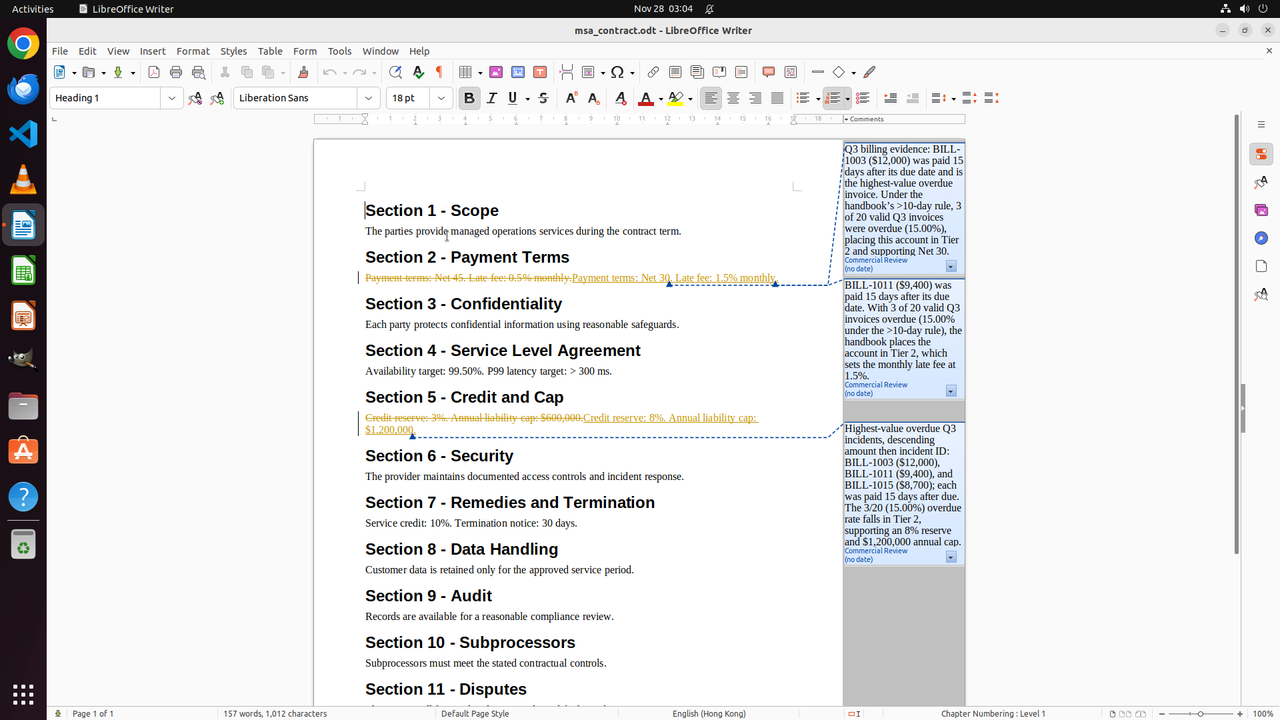 Activities
LibreOffice Writer
Nov 28 03:04
msa_contract.odt - LibreOffice Writer
File Edit View Insert Format Styles Table Form Tools Window Help
Heading 1
Liberation Sans
18 pt
Comments
Section 1 - Scope
The parties provide managed operations services during the contract term.
Section 2 - Payment Terms
Payment terms: Net 45. Late fee: 0.5% monthly.Payment terms: Net 30. Late fee: 1.5% monthly.
Section 3 - Confidentiality
Each party protects confidential information using reasonable safeguards.
Section 4 - Service Level Agreement
Availability target: 99.50%. P99 latency target: > 300 ms.
Section 5 - Credit and Cap
Credit reserve: 3%. Annual liability cap: $600,000.Credit reserve: 8%. Annual liability cap:
$1,200,000.
Section 6 - Security
The provider maintains documented access controls and incident response.
Section 7 - Remedies and Termination
Service credit: 10%. Termination notice: 30 days.
Section 8 - Data Handling
Customer data is retained only for the approved service period.
Section 9 - Audit
Records are available for a reasonable compliance review.
Section 10 - Subprocessors
Subprocessors must meet the stated contractual controls.
Section 11 - Disputes
Q3 billing evidence: BILL-
1003 ($12,000) was paid 15
days after its due date and is
the highest-value overdue
invoice. Under the
handbook's >10-day rule, 3
of 20 valid Q3 invoices
were overdue (15.00%),
placing this account in Tier
2 and supporting Net 30.
Commercial Review
(no date)
BILL-1011 ($9,400) was
paid 15 days after its due
date. With 3 of 20 valid Q3
invoices overdue (15.00%
under the >10-day rule), the
handbook places the
account in Tier 2, which
sets the monthly late fee at
1.5%.
Commercial Review
(no date)
Highest-value overdue Q3
incidents, descending
amount then incident ID:
BILL-1003 ($12,000),
BILL-1011 ($9,400), and
BILL-1015 ($8,700); each
was paid 15 days after due.
The 3/20 (15.00%) overdue
rate falls in Tier 2,
supporting an 8% reserve
and $1,200,000 annual cap.
Commercial Review
(no date)
Page 1 of 1
157 words, 1,012 characters
Default Page Style
English (Hong Kong)
Chapter Numbering : Level 1
100%